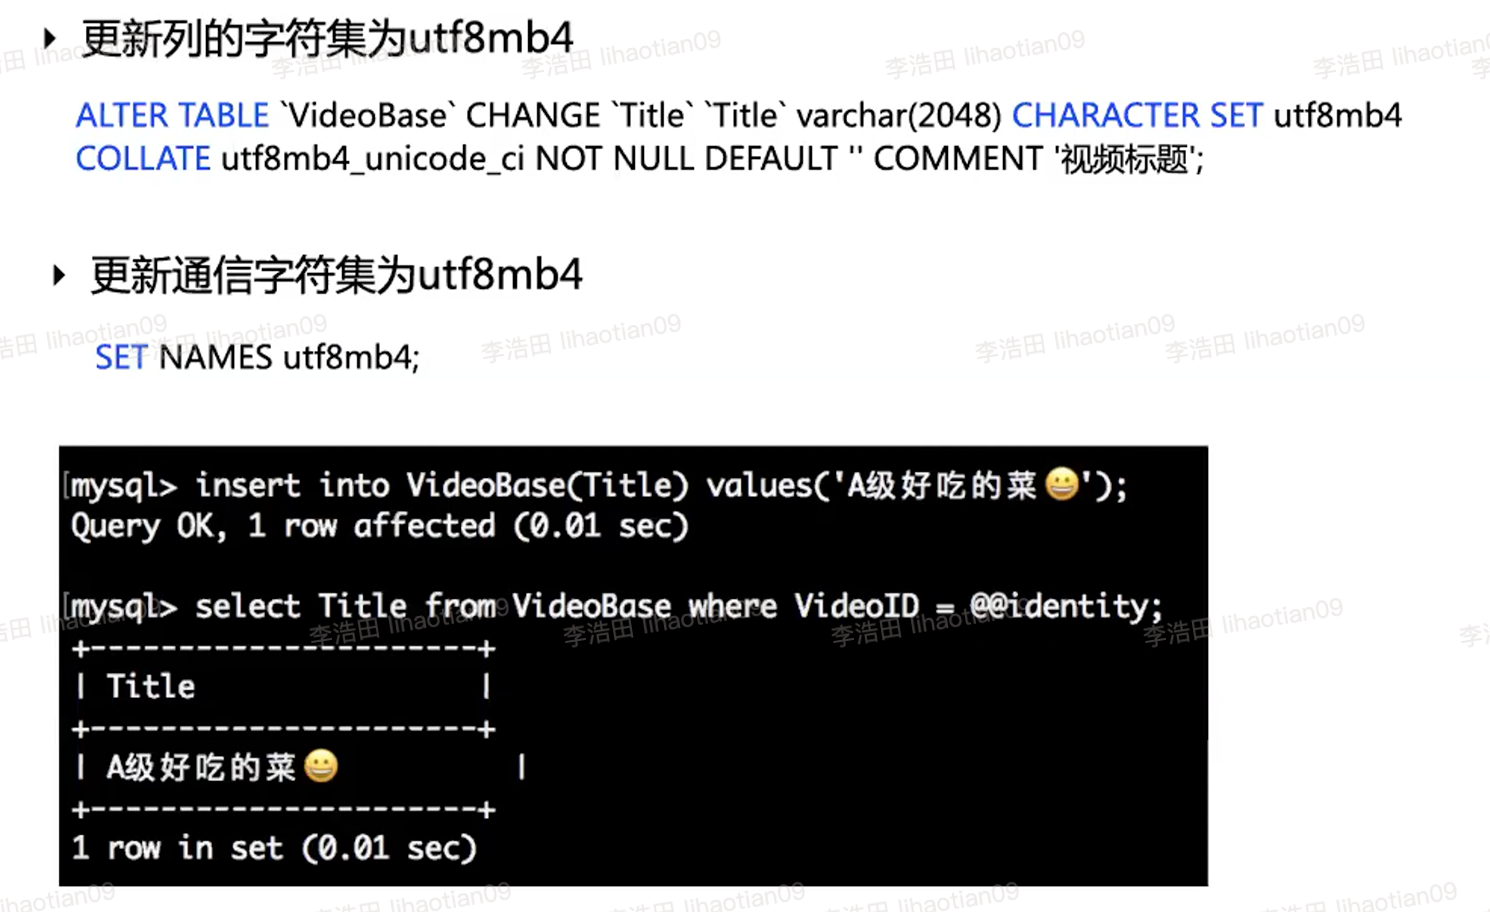 更新列的字符集为utf8mb4
ALTER TABLE `VideoBase` CHANGE `Title` `Title` varchar(2048) CHARACTER SET utf8mb4
COLLATE utf8mb4_unicode_ci NOT NULL DEFAULT '' COMMENT '视频标题';
更新通信字符集为utf8mb4
SET NAMES utf8mb4;
[mysql> insert into VideoBase(Title) values('A级好吃的菜😀');
Query OK, 1 row affected (0.01 sec)
[mysql> select Title from VideoBase where VideoID = @@identity;
+----------------------+
| Title                |
+----------------------+
| A级好吃的菜😀          |
+----------------------+
1 row in set (0.01 sec)
李浩田 lihaotian09